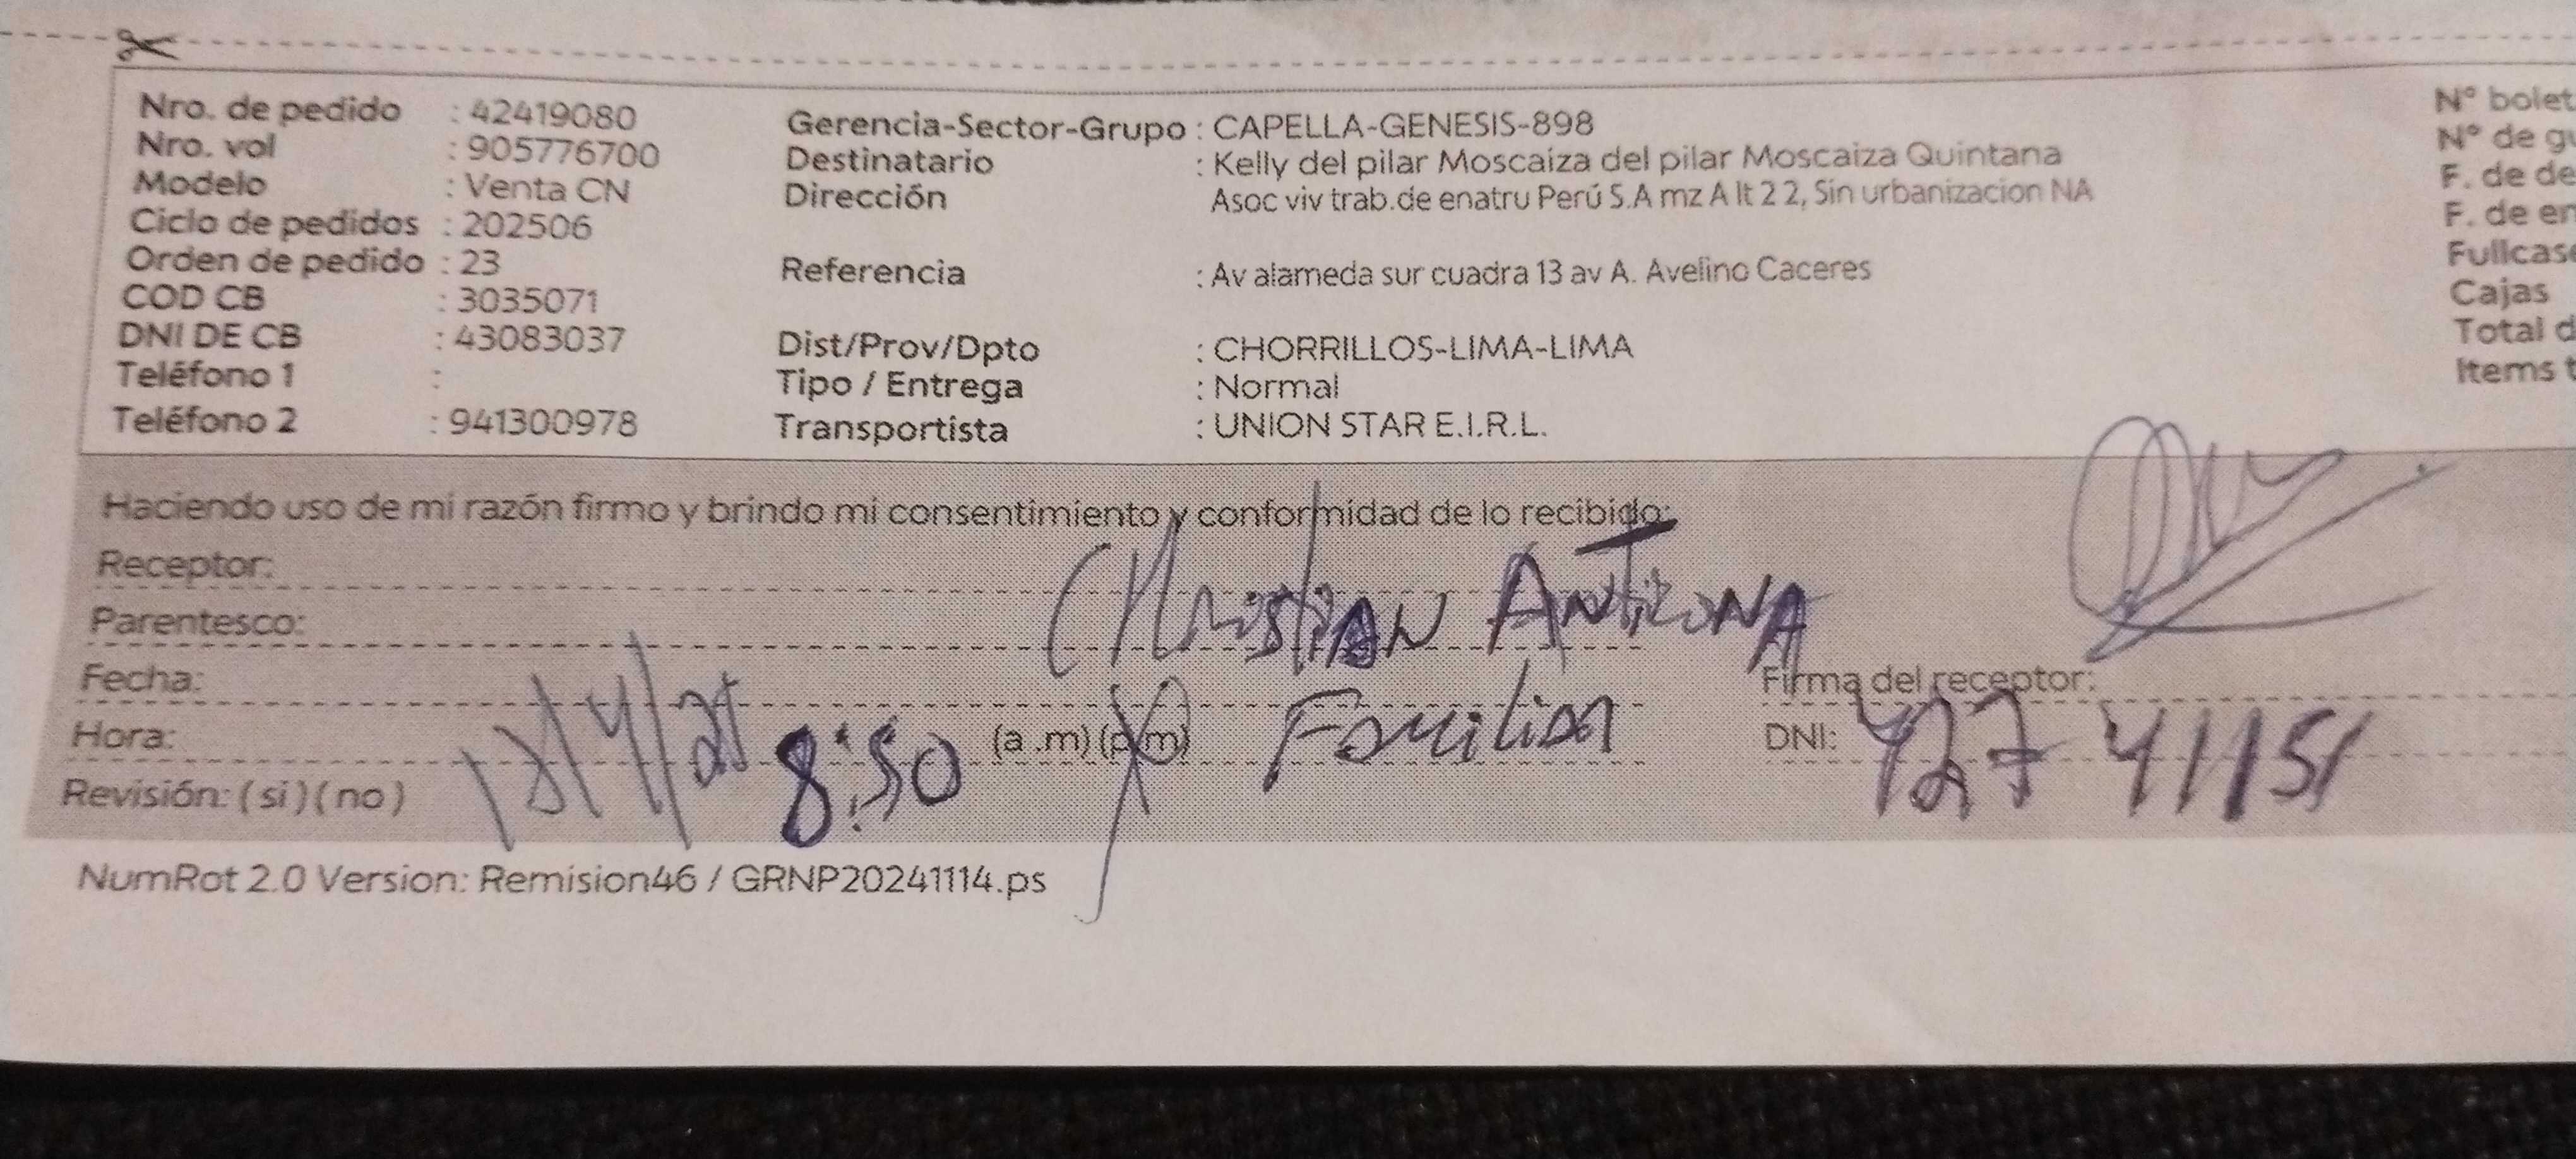 Nro. de pedido : 42419080
Nro. vol : 905776700
Modelo : Venta CN
Ciclo de pedidos : 202506
Orden de pedido : 23
COD CB : 3035071
DNI DE CB : 43083037
Teléfono 1 :
Teléfono 2 : 941300978
Gerencia-Sector-Grupo : CAPELLA-GENESIS-898
Destinatario : Kelly del pilar Moscaiza del pilar Moscaiza Quintana
Dirección Asoc viv trab.de enatru Perú S.A mz A lt 2 2, Sin urbanizacion NA
Referencia : Av alameda sur cuadra 13 av A. Avelino Caceres
Dist/Prov/Dpto : CHORRILLOS-LIMA-LIMA
Tipo / Entrega : Normal
Transportista : UNION STAR E.I.R.L.
N° bolet
N° de gu
F. de de
F. de en
Fullcase
Cajas
Total d
Items t
Haciendo uso de mi razón firmo y brindo mi consentimiento y conformidad de lo recibido:
Receptor: CHristiAN
Parentesco: Familiar
Fecha:
Hora: 8:50 (a .m) (p.m)
Revisión: ( si ) ( no )
Firma del receptor:
DNI: 427 41151
NumRot 2.0 Version: Remision46 / GRNP20241114.ps